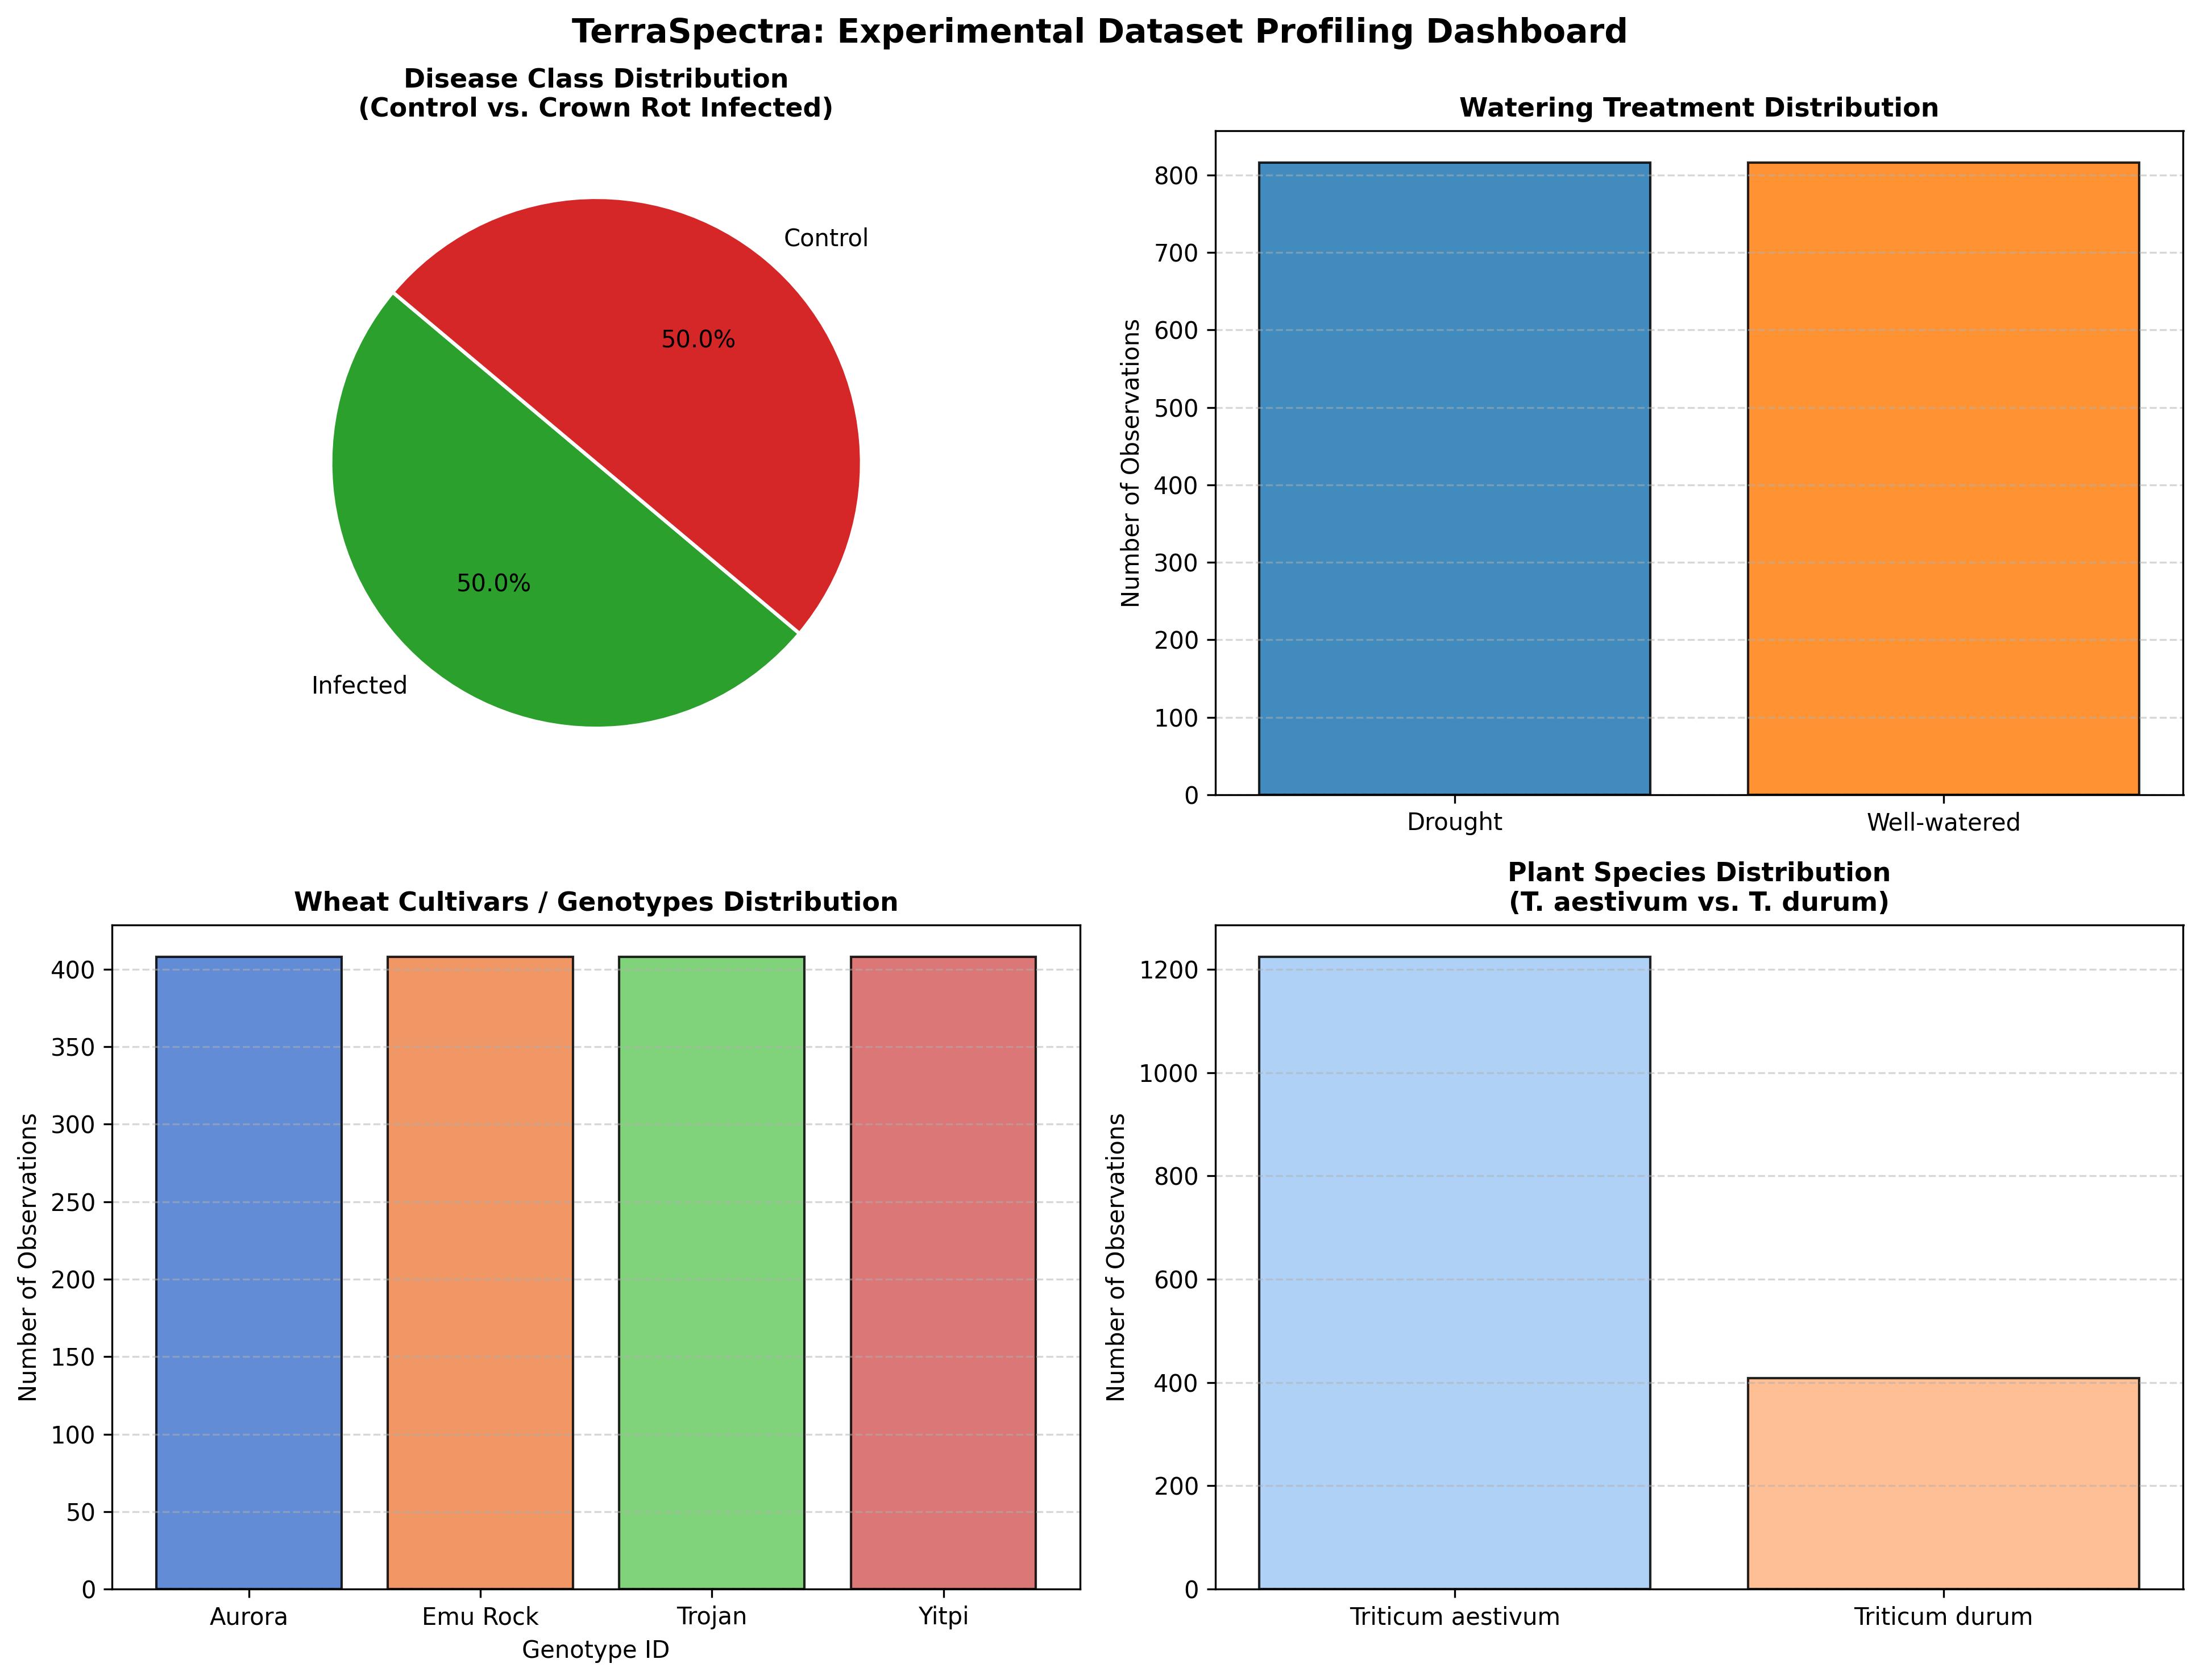 TerraSpectra: Experimental Dataset Profiling Dashboard
Disease Class Distribution
(Control vs. Crown Rot Infected)
Control
50.0%
50.0%
Infected
Watering Treatment Distribution
Number of Observations
800
700
600
500
400
300
200
100
0
Drought
Well-watered
Wheat Cultivars / Genotypes Distribution
Number of Observations
400
350
300
250
200
150
100
50
0
Aurora
Emu Rock
Trojan
Yitpi
Genotype ID
Plant Species Distribution
(T. aestivum vs. T. durum)
Number of Observations
1200
1000
800
600
400
200
0
Triticum aestivum
Triticum durum